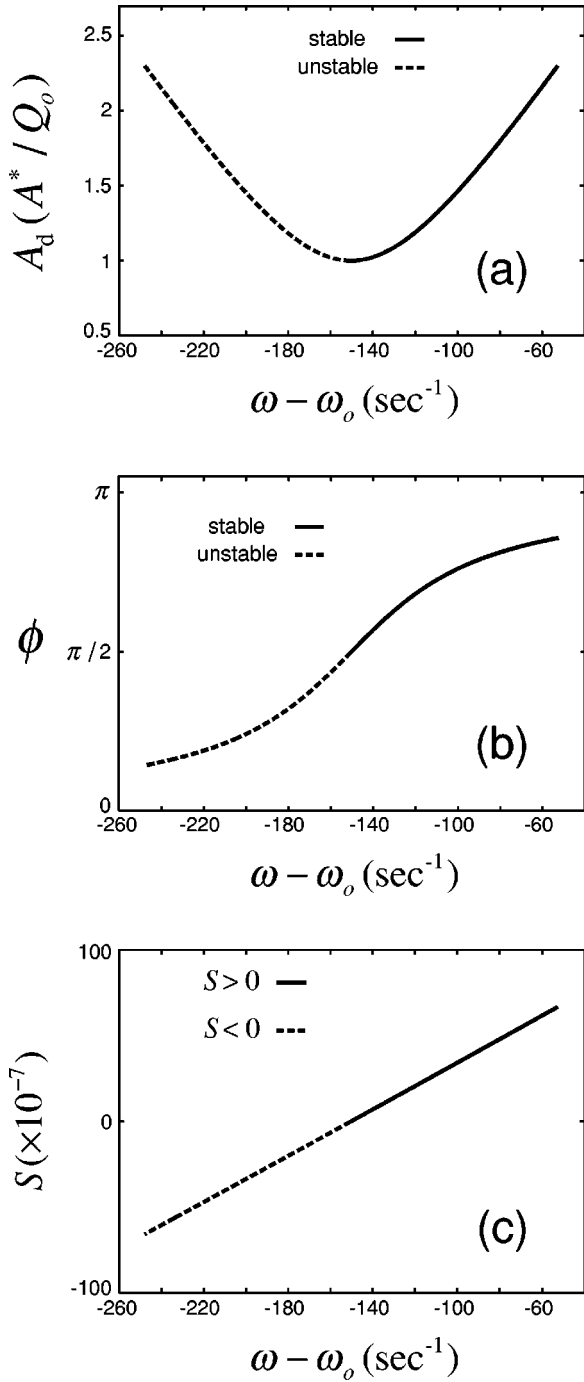 2.5
2
1.5
1
0.5
A_d (A^* / Q_o)
stable
unstable
(a)
-260 -220 -180 -140 -100 -60
ω − ω_o (sec^-1)
π
π / 2
0
ϕ
stable
unstable
(b)
-260 -220 -180 -140 -100 -60
ω − ω_o (sec^-1)
100
0
-100
S (×10^−7)
S > 0
S < 0
(c)
-260 -220 -180 -140 -100 -60
ω − ω_o (sec^-1)